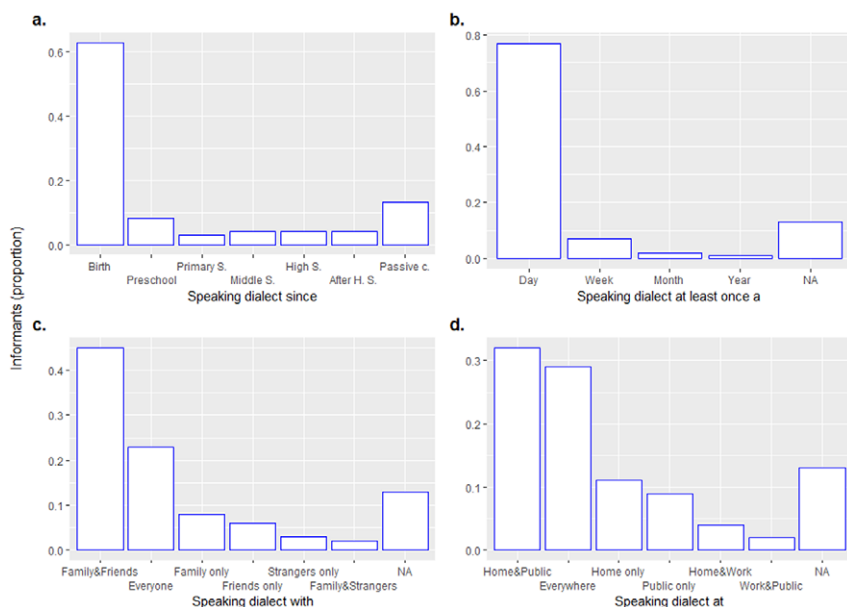 a.
0.6
0.4
0.2
0.0
Birth
Preschool
Primary S.
Middle S.
High S.
After H. S.
Passive c.
Speaking dialect since
b.
0.8
0.6
0.4
0.2
0.0
Day
Week
Month
Year
NA
Speaking dialect at least once a
Informants (proportion)
c.
0.4
0.3
0.2
0.1
0.0
Family&Friends
Everyone
Family only
Friends only
Strangers only
Family&Strangers
NA
Speaking dialect with
d.
0.3
0.2
0.1
0.0
Home&Public
Everywhere
Home only
Public only
Home&Work
Work&Public
NA
Speaking dialect at